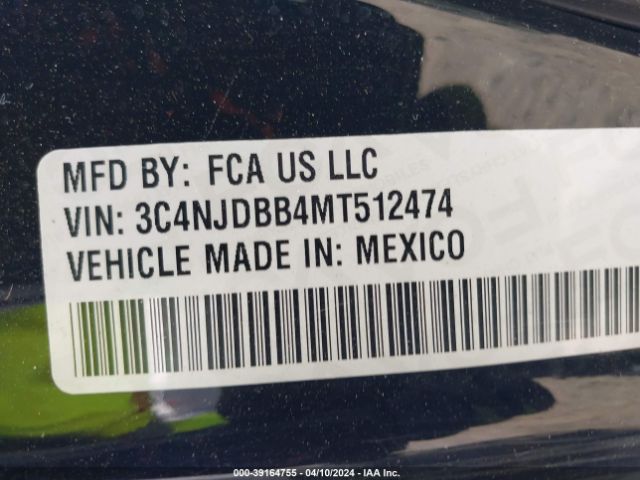 MFD BY: FCA US LLC
VIN: 3C4NJDBB4MT512474
VEHICLE MADE IN: MEXICO
000-39164755 - 04/10/2024 - IAA Inc.